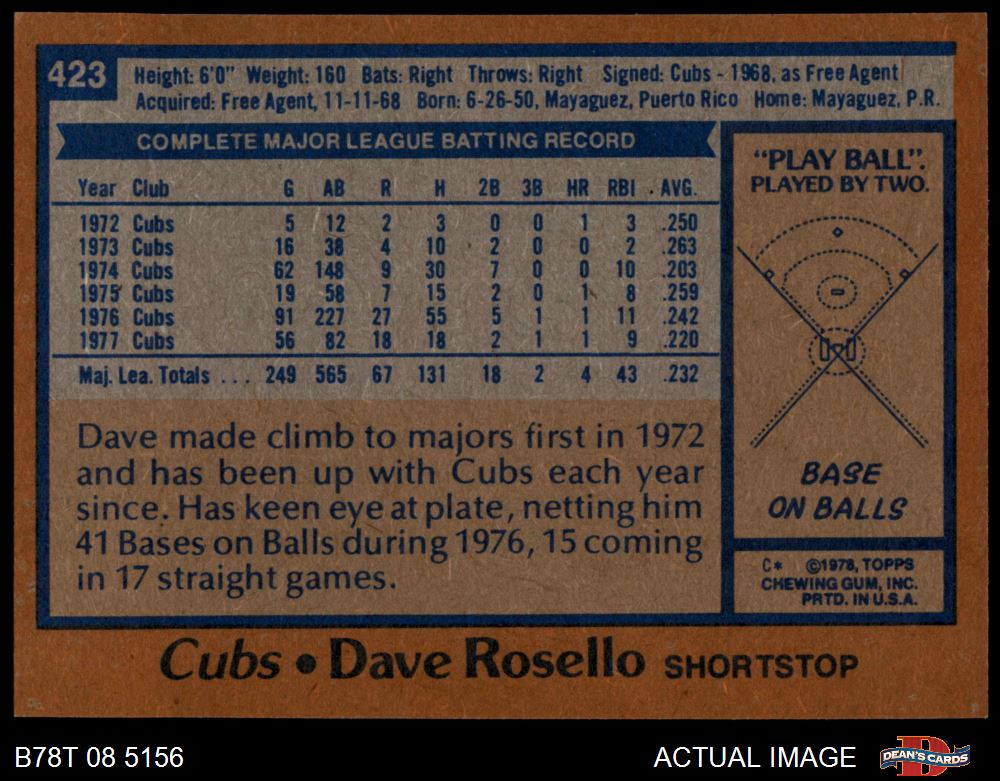 423
Height: 6'0" Weight: 160 Bats: Right Throws: Right Signed: Cubs - 1968, as Free Agent
Acquired: Free Agent, 11-11-68 Born: 6-26-50, Mayaguez, Puerto Rico Home: Mayaguez, P.R.
COMPLETE MAJOR LEAGUE BATTING RECORD
Year Club G AB R H 2B 3B HR RBI AVG.
1972 Cubs 5 12 2 3 0 0 1 3 .250
1973 Cubs 16 38 4 10 2 0 0 2 .263
1974 Cubs 62 148 9 30 7 0 0 10 .203
1975 Cubs 19 58 7 15 2 0 1 8 .259
1976 Cubs 91 227 27 55 5 1 1 11 .242
1977 Cubs 56 82 18 18 2 1 1 9 .220
Maj. Lea. Totals . . . 249 565 67 131 18 2 4 43 .232
Dave made climb to majors first in 1972
and has been up with Cubs each year
since. Has keen eye at plate, netting him
41 Bases on Balls during 1976, 15 coming
in 17 straight games.
"PLAY BALL".
PLAYED BY TWO.
BASE
ON BALLS
C* ©1978, TOPPS
CHEWING GUM, INC.
PRTD. IN U.S.A.
Cubs • Dave Rosello SHORTSTOP
B78T 08 5156
ACTUAL IMAGE
DEAN'S CARDS